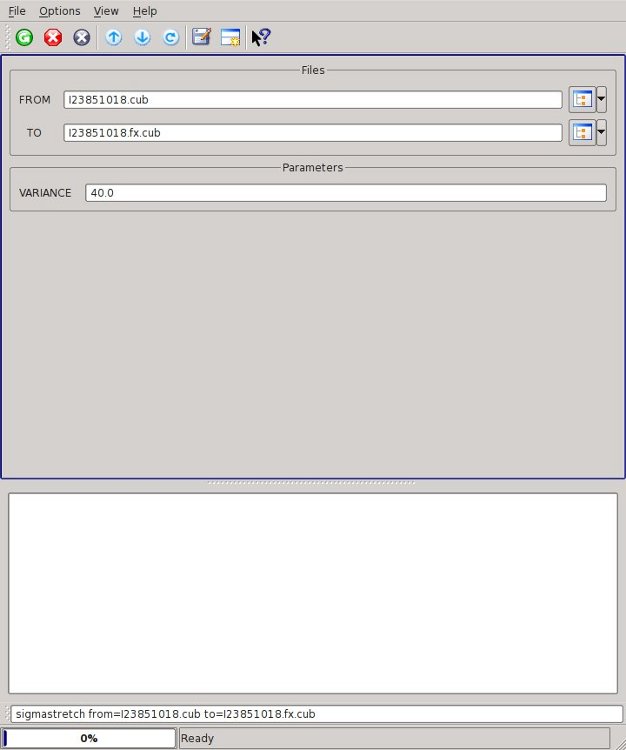 File Options View Help
Files
FROM I23851018.cub
TO I23851018.fx.cub
Parameters
VARIANCE 40.0
sigmastretch from=I23851018.cub to=I23851018.fx.cub
0% Ready